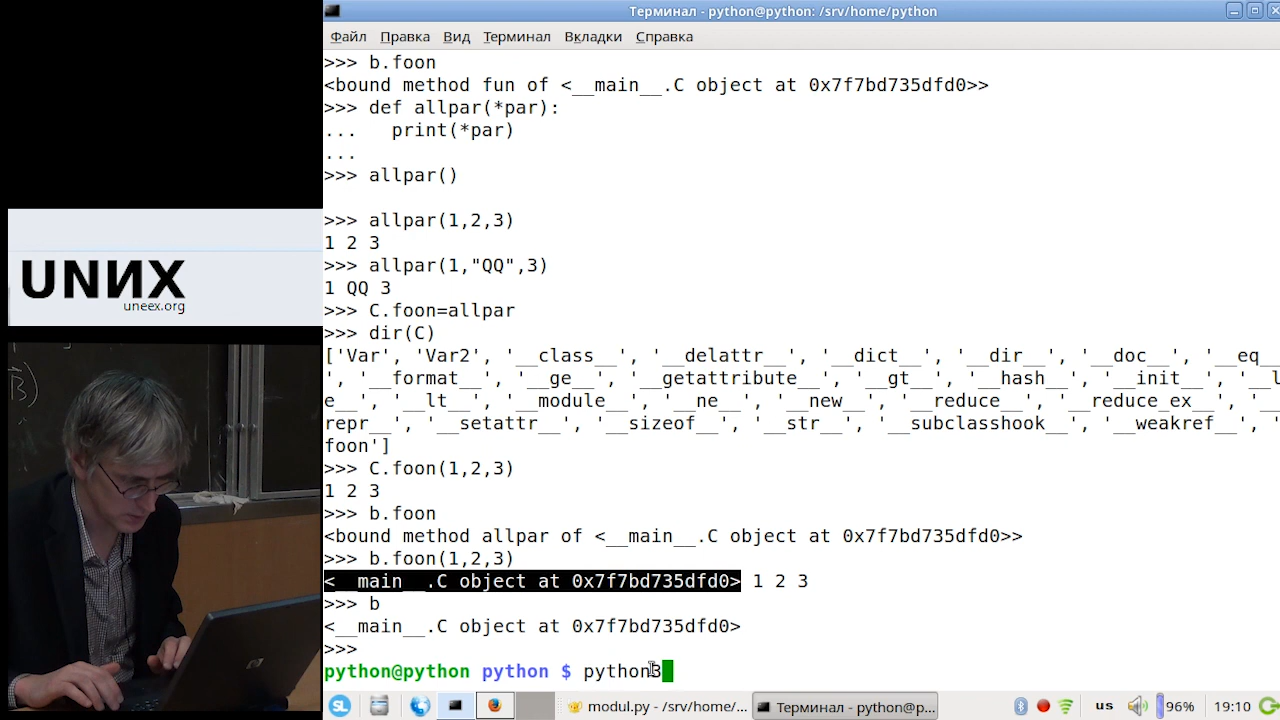 Терминал - python@python: /srv/home/python
Файл Правка Вид Терминал Вкладки Справка
>>> b.foon
<bound method fun of <__main__.C object at 0x7f7bd735dfd0>>
>>> def allpar(*par):
...   print(*par)
...
>>> allpar()
>>> allpar(1,2,3)
1 2 3
>>> allpar(1,"QQ",3)
1 QQ 3
>>> C.foon=allpar
>>> dir(C)
['Var', 'Var2', '__class__', '__delattr__', '__dict__', '__dir__', '__doc__', '__eq__
', '__format__', '__ge__', '__getattribute__', '__gt__', '__hash__', '__init__', '__l
e__', '__lt__', '__module__', '__ne__', '__new__', '__reduce__', '__reduce_ex__', '__
repr__', '__setattr__', '__sizeof__', '__str__', '__subclasshook__', '__weakref__', '
foon']
>>> C.foon(1,2,3)
1 2 3
>>> b.foon
<bound method allpar of <__main__.C object at 0x7f7bd735dfd0>>
>>> b.foon(1,2,3)
<__main__.C object at 0x7f7bd735dfd0> 1 2 3
>>> b
<__main__.C object at 0x7f7bd735dfd0>
>>>
python@python python $ python3
UNИX
uneex.org
B)
SL modul.py - /srv/home/... Терминал - python@p... us 96% 19:10